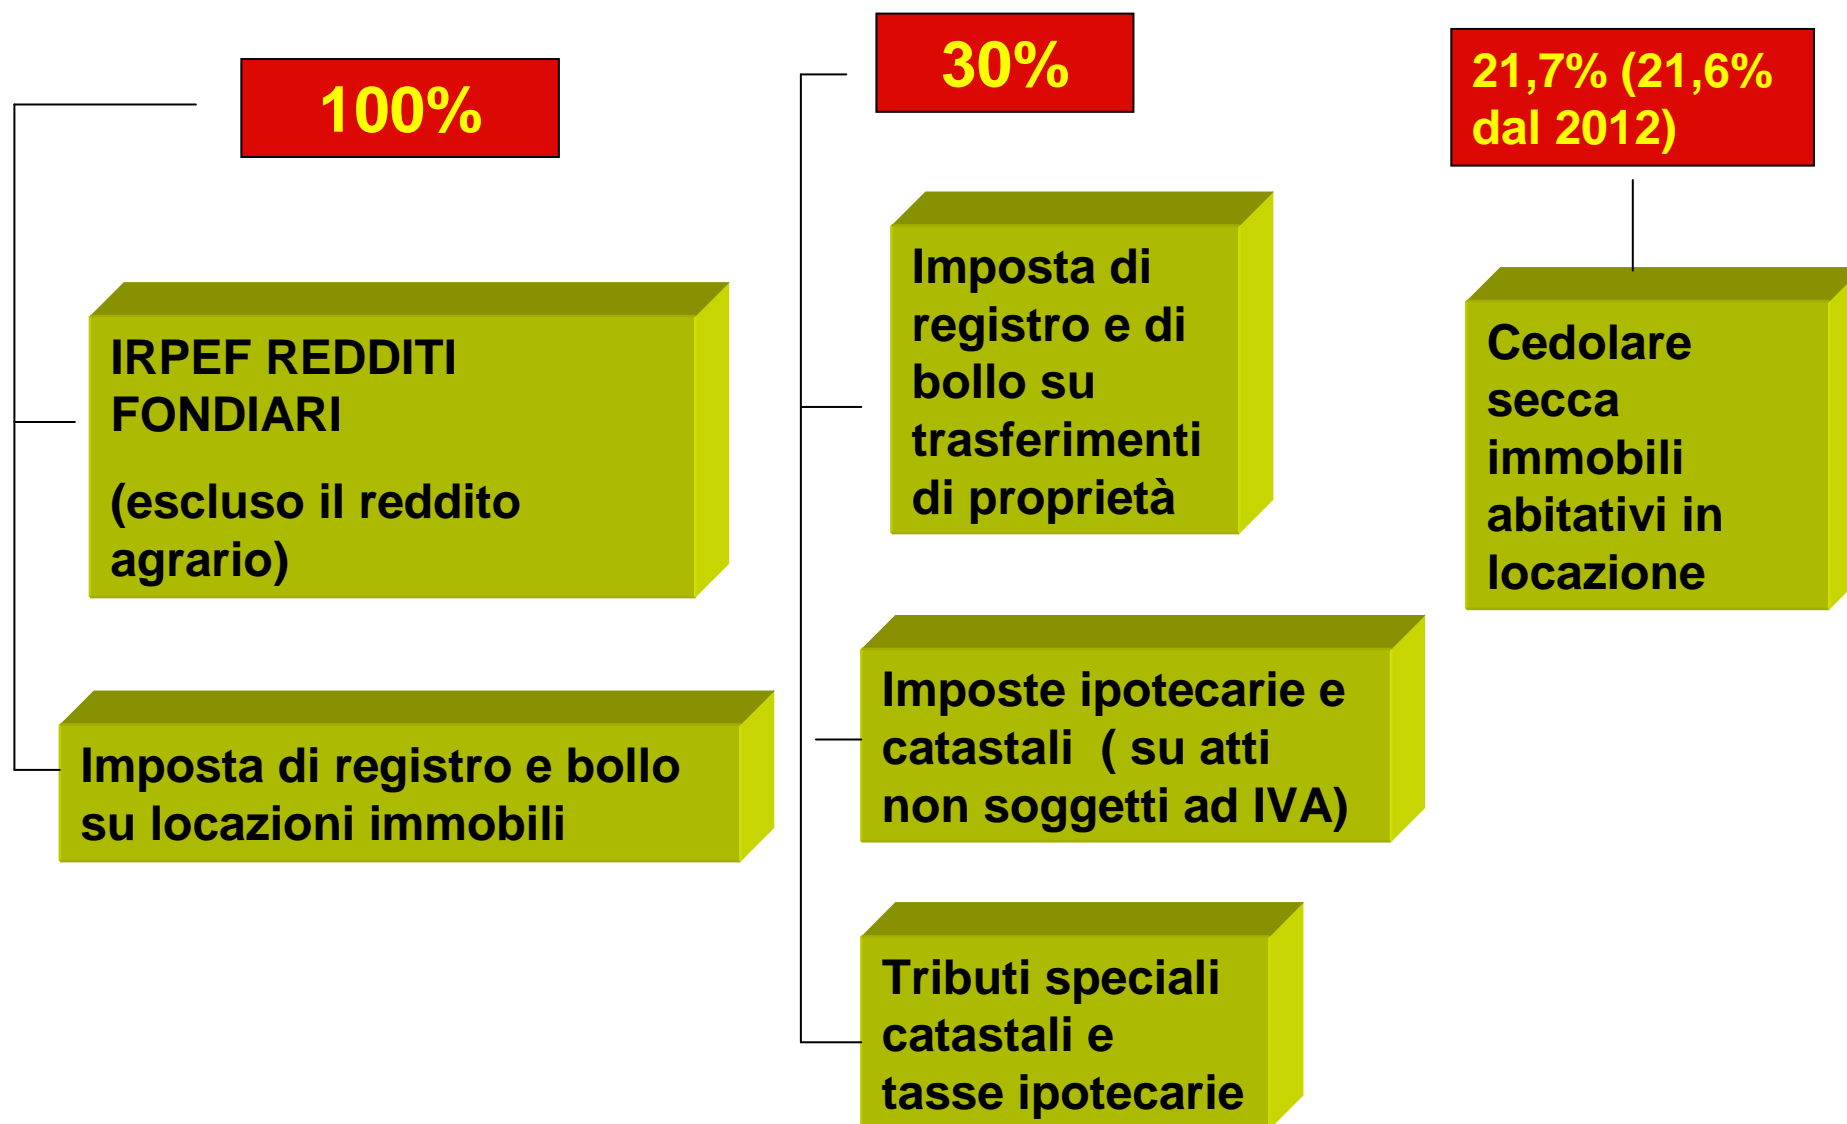 100%
IRPEF REDDITI
FONDIARI
(escluso il reddito
agrario)
Imposta di registro e bollo
su locazioni immobili
30%
Imposta di
registro e di
bollo su
trasferimenti
di proprietà
Imposte ipotecarie e
catastali ( su atti
non soggetti ad IVA)
Tributi speciali
catastali e
tasse ipotecarie
21,7% (21,6%
dal 2012)
Cedolare
secca
immobili
abitativi in
locazione